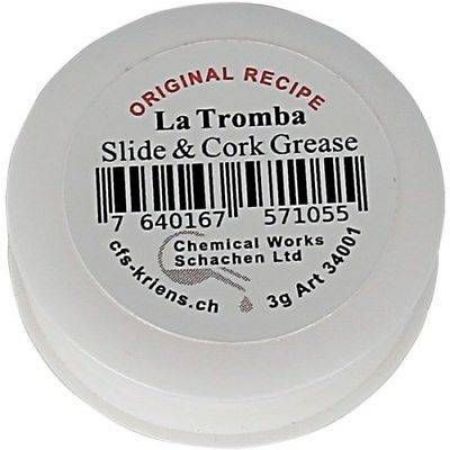 ORIGINAL RECIPE
La Tromba
Slide & Cork Grease
7 640167 571055
Chemical Works
Schachen Ltd
cfs-kriens.ch
3g Art 34001